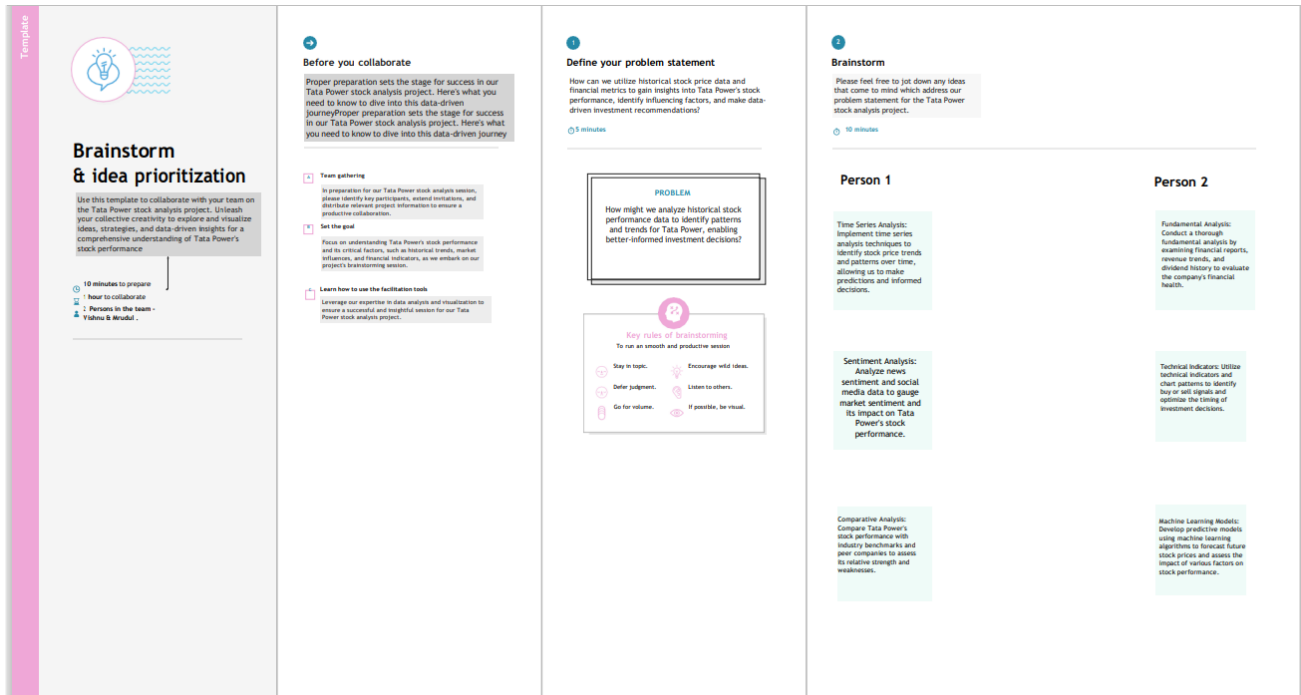 Template
Brainstorm
& idea prioritization
Use this template to collaborate with your team on
the Tata Power stock analysis project. Unleash
your collective creativity to explore and visualize
ideas, strategies, and data-driven insights for a
comprehensive understanding of Tata Power's
stock performance
10 minutes to prepare
1 hour to collaborate
2 Persons in the team -
Vishnu & Mrudul .
Before you collaborate
Proper preparation sets the stage for success in our
Tata Power stock analysis project. Here's what you
need to know to dive into this data-driven
journeyProper preparation sets the stage for success
in our Tata Power stock analysis project. Here's what
you need to know to dive into this data-driven journey
A
Team gathering
In preparation for our Tata Power stock analysis session,
please identify key participants, extend invitations, and
distribute relevant project information to ensure a
productive collaboration.
B
Set the goal
Focus on understanding Tata Power's stock performance
and its critical factors, such as historical trends, market
influences, and financial indicators, as we embark on our
project's brainstorming session.
Learn how to use the facilitation tools
Leverage our expertise in data analysis and visualization to
ensure a successful and insightful session for our Tata
Power stock analysis project.
1
Define your problem statement
How can we utilize historical stock price data and
financial metrics to gain insights into Tata Power's stock
performance, identify influencing factors, and make data-
driven investment recommendations?
5 minutes
PROBLEM
How might we analyze historical stock
performance data to identify patterns
and trends for Tata Power, enabling
better-informed investment decisions?
Key rules of brainstorming
To run an smooth and productive session
Stay in topic.
Encourage wild ideas.
Defer judgment.
Listen to others.
Go for volume.
If possible, be visual.
2
Brainstorm
Please feel free to jot down any ideas
that come to mind which address our
problem statement for the Tata Power
stock analysis project.
10 minutes
Person 1
Time Series Analysis:
Implement time series
analysis techniques to
identify stock price trends
and patterns over time,
allowing us to make
predictions and informed
decisions.
Sentiment Analysis:
Analyze news
sentiment and social
media data to gauge
market sentiment and
its impact on Tata
Power's stock
performance.
Comparative Analysis:
Compare Tata Power's
stock performance with
industry benchmarks and
peer companies to assess
its relative strength and
weaknesses.
Person 2
Fundamental Analysis:
Conduct a thorough
fundamental analysis by
examining financial reports,
revenue trends, and
dividend history to evaluate
the company's financial
health.
Technical Indicators: Utilize
technical indicators and
chart patterns to identify
buy or sell signals and
optimize the timing of
investment decisions.
Machine Learning Models:
Develop predictive models
using machine learning
algorithms to forecast future
stock prices and assess the
impact of various factors on
stock performance.